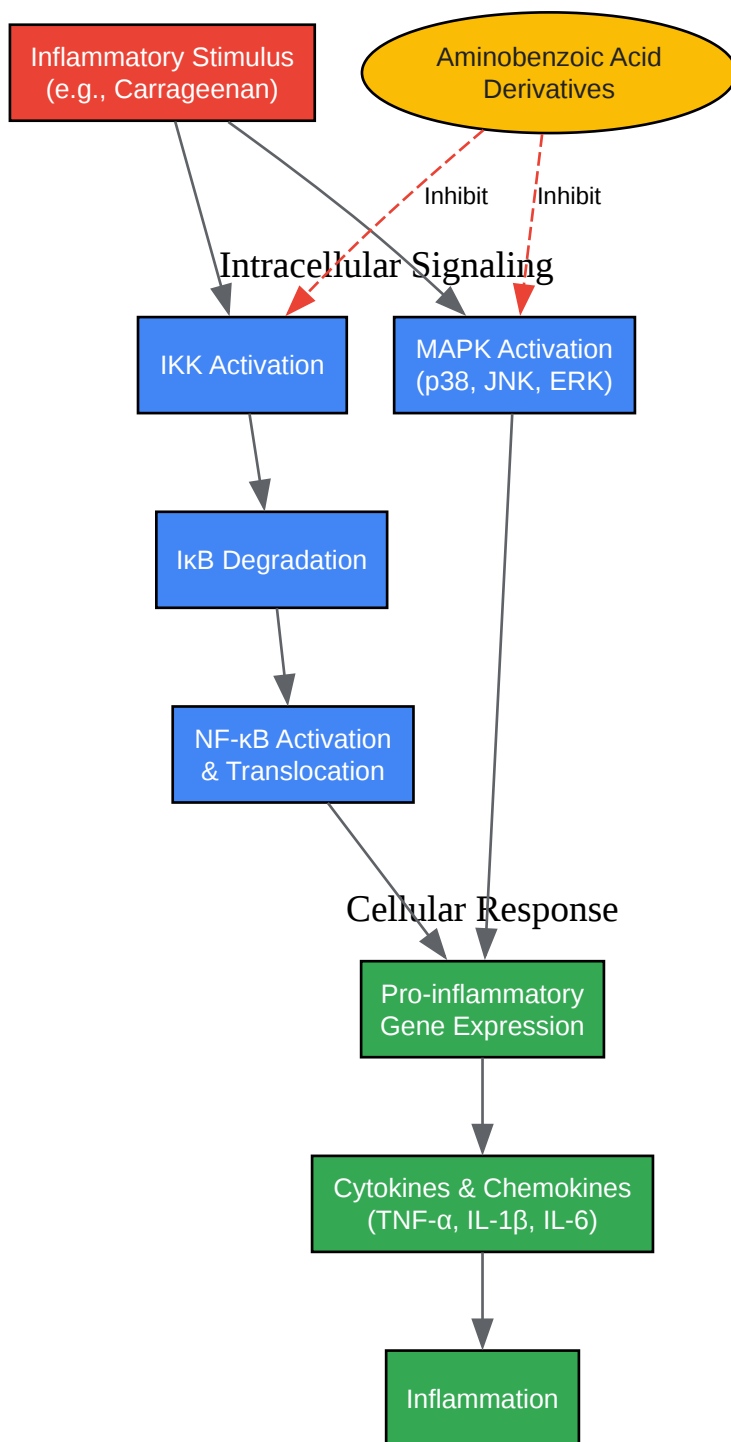 Inflammatory Stimulus
(e.g., Carrageenan)
Aminobenzoic Acid
Derivatives
Inhibit
Inhibit
Intracellular Signaling
IKK Activation
MAPK Activation
(p38, JNK, ERK)
IκB Degradation
NF-κB Activation
& Translocation
Cellular Response
Pro-inflammatory
Gene Expression
Cytokines & Chemokines
(TNF-α, IL-1β, IL-6)
Inflammation